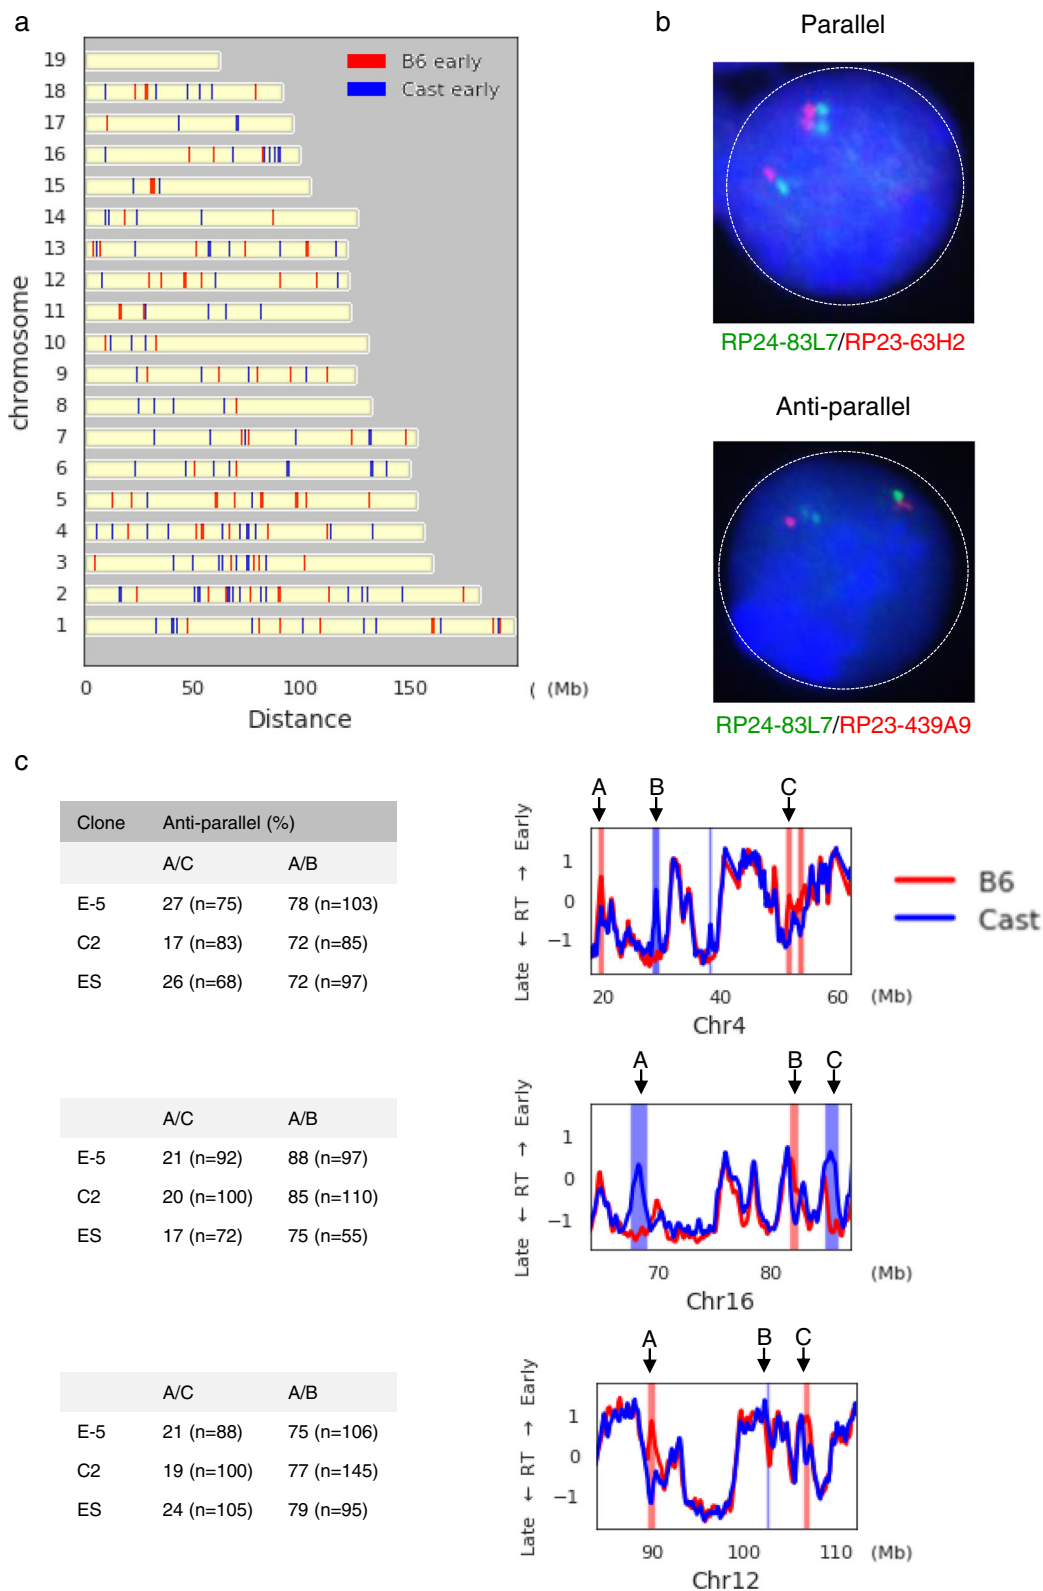 a
B6 early
Cast early
19
18
17
16
15
14
13
12
11
10
9
8
7
6
5
4
3
2
1
chromosome
0 50 100 150 ( (Mb)
Distance
b
Parallel
RP24-83L7/RP23-63H2
Anti-parallel
RP24-83L7/RP23-439A9
c
Clone Anti-parallel (%)
A/C A/B
E-5 27 (n=75) 78 (n=103)
C2 17 (n=83) 72 (n=85)
ES 26 (n=68) 72 (n=97)
A B C
Late ← RT → Early
1
0
−1
20 40 60 (Mb)
Chr4
B6
Cast
A/C A/B
E-5 21 (n=92) 88 (n=97)
C2 20 (n=100) 85 (n=110)
ES 17 (n=72) 75 (n=55)
A B C
Late ← RT → Early
1
0
−1
70 80 (Mb)
Chr16
A/C A/B
E-5 21 (n=88) 75 (n=106)
C2 19 (n=100) 77 (n=145)
ES 24 (n=105) 79 (n=95)
A B C
Late ← RT → Early
1
0
−1
90 100 110 (Mb)
Chr12